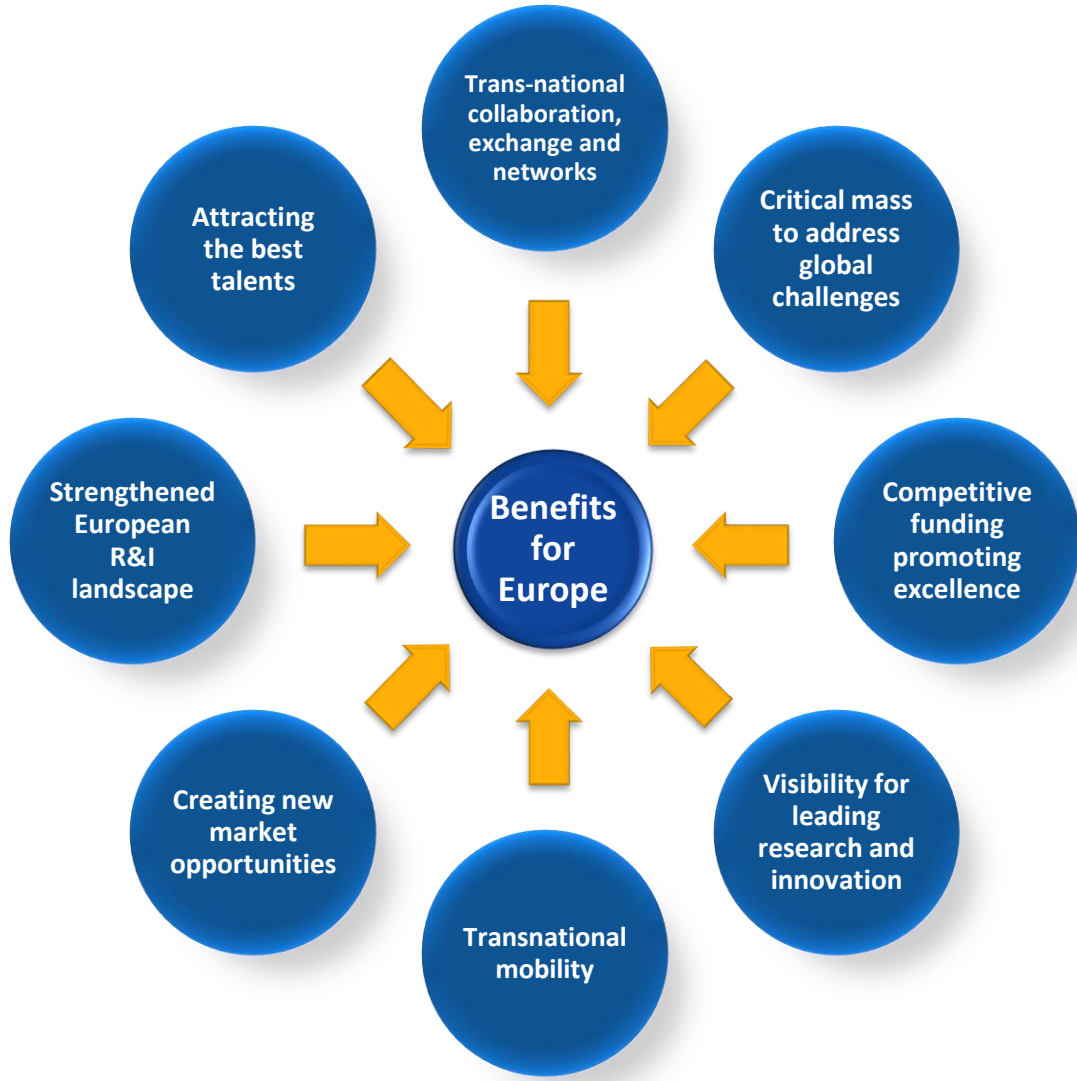 Trans-national
collaboration,
exchange and
networks
Critical mass
to address
global
challenges
Competitive
funding
promoting
excellence
Visibility for
leading
research and
innovation
Transnational
mobility
Creating new
market
opportunities
Strengthened
European
R&I
landscape
Attracting
the best
talents
Benefits
for
Europe